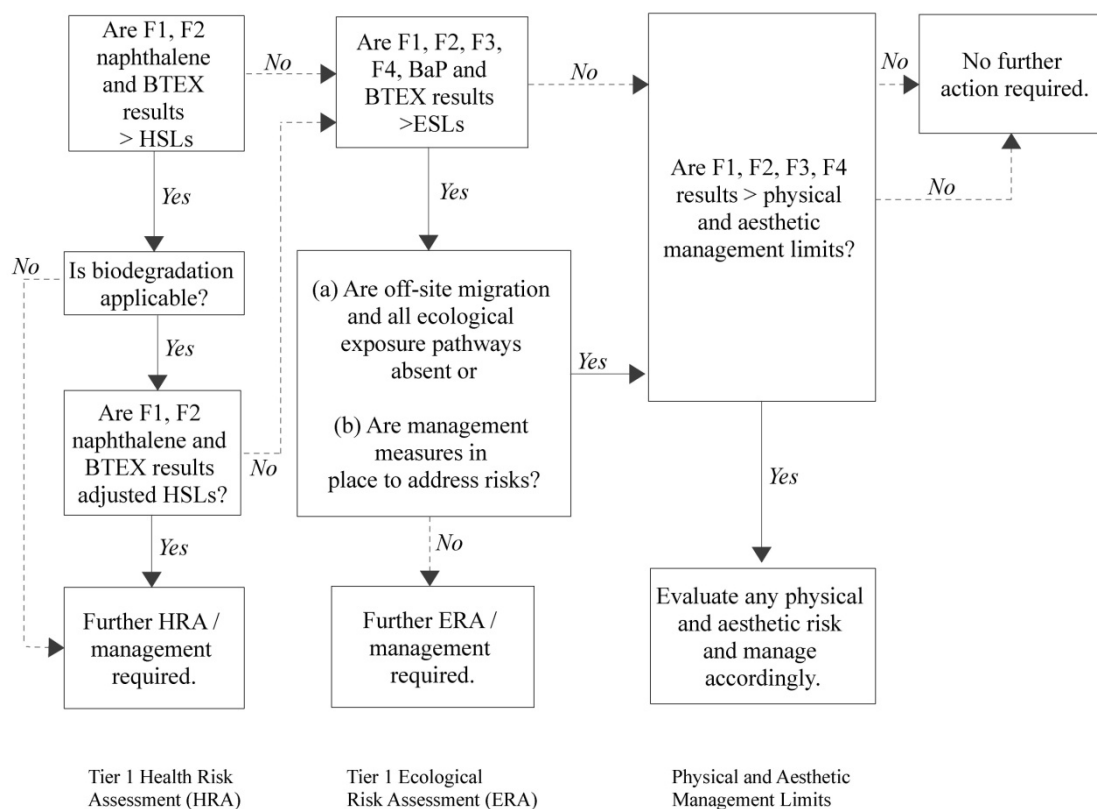 Are F1, F2
naphthalene
and BTEX
results
> HSLs
No
Are F1, F2, F3,
F4, BaP and
BTEX results
>ESLs
No
Are F1, F2, F3, F4
results > physical
and aesthetic
management limits?
No
No further
action required.
No
Yes
Is biodegradation
applicable?
No
Yes
Are F1, F2
naphthalene and
BTEX results
adjusted HSLs?
No
Yes
Further HRA /
management
required.
Yes
(a) Are off-site migration
and all ecological
exposure pathways
absent or
(b) Are management
measures in
place to address risks?
Yes
No
Further ERA /
management
required.
Yes
Evaluate any physical
and aesthetic risk
and manage
accordingly.
Tier 1 Health Risk
Assessment (HRA)
Tier 1 Ecological
Risk Assessment (ERA)
Physical and Aesthetic
Management Limits